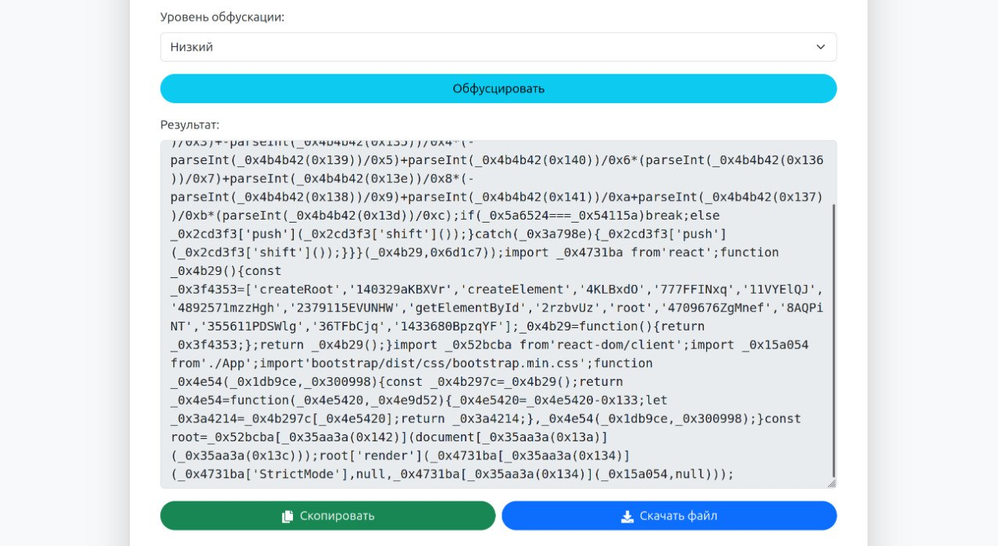 Уровень обфускации:
Низкий
Обфусцировать
Результат:
))/0x3)+-parseInt(_0x4b4b42(0x135))/0x4*(-
parseInt(_0x4b4b42(0x139))/0x5)+parseInt(_0x4b4b42(0x140))/0x6*(parseInt(_0x4b4b42(0x136
))/0x7)+parseInt(_0x4b4b42(0x13e))/0x8*(-
parseInt(_0x4b4b42(0x138))/0x9)+parseInt(_0x4b4b42(0x141))/0xa+parseInt(_0x4b4b42(0x137)
)/0xb*(parseInt(_0x4b4b42(0x13d))/0xc);if(_0x5a6524===_0x54115a)break;else
_0x2cd3f3['push'](_0x2cd3f3['shift']());}catch(_0x3a798e){_0x2cd3f3['push']
(_0x2cd3f3['shift']());}}}(_0x4b29,0x6d1c7));import _0x4731ba from'react';function
_0x4b29(){const
_0x3f4353=['createRoot','140329aKBXVr','createElement','4KLBxdO','777FFINxq','11VYElQJ',
'4892571mzzHgh','2379115EVUNHW','getElementById','2rzbvUz','root','4709676ZgMnef','8AQPi
NT','355611PDSWlg','36TFbCjq','1433680BpzqYF'];_0x4b29=function(){return
_0x3f4353;};return _0x4b29();}import _0x52bcba from'react-dom/client';import _0x15a054
from'./App';import'bootstrap/dist/css/bootstrap.min.css';function
_0x4e54(_0x1db9ce,_0x300998){const _0x4b297c=_0x4b29();return
_0x4e54=function(_0x4e5420,_0x4e9d52){_0x4e5420=_0x4e5420-0x133;let
_0x3a4214=_0x4b297c[_0x4e5420];return _0x3a4214;},_0x4e54(_0x1db9ce,_0x300998);}const
root=_0x52bcba[_0x35aa3a(0x142)](document[_0x35aa3a(0x13a)]
(_0x35aa3a(0x13c)));root['render'](_0x4731ba[_0x35aa3a(0x134)]
(_0x4731ba['StrictMode'],null,_0x4731ba[_0x35aa3a(0x134)](_0x15a054,null)));
Скопировать
Скачать файл